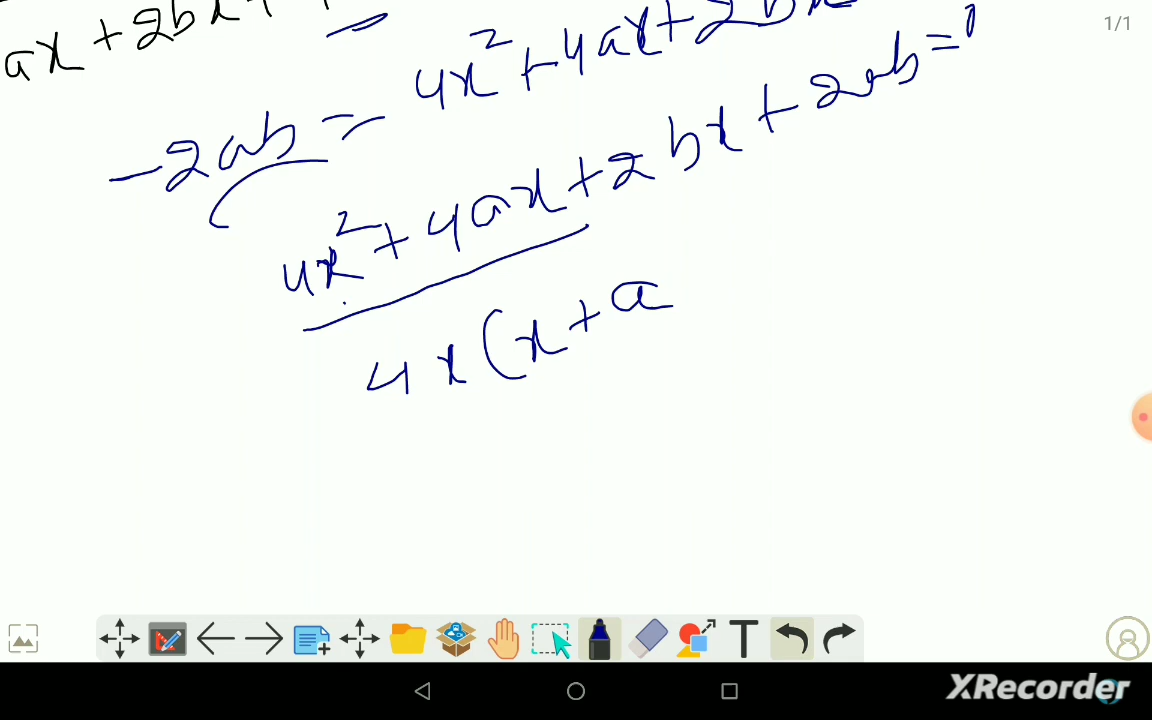 ax+2bx+
-2ab = 4x²+4ax+2bx
4x²+4ax+2bx+2ab=0
4x(x+a
1/1
T
XRecorder